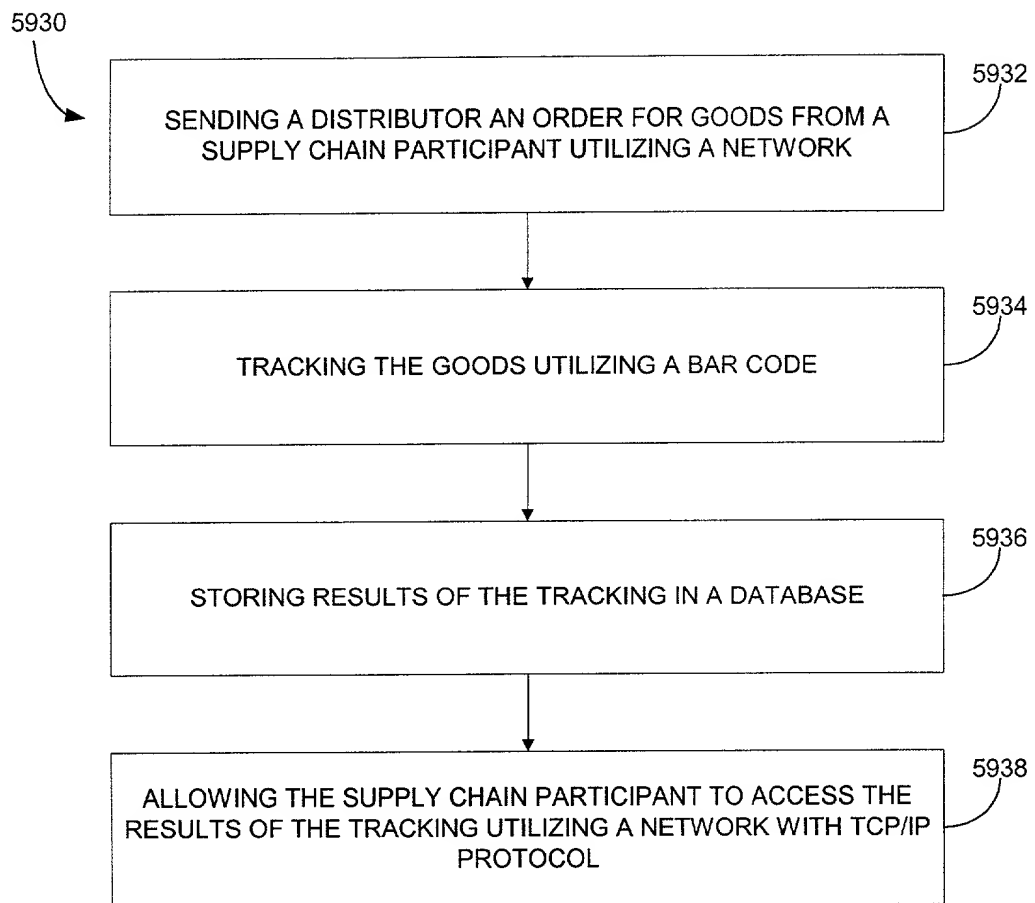 5930
5932
SENDING A DISTRIBUTOR AN ORDER FOR GOODS FROM A
SUPPLY CHAIN PARTICIPANT UTILIZING A NETWORK
5934
TRACKING THE GOODS UTILIZING A BAR CODE
5936
STORING RESULTS OF THE TRACKING IN A DATABASE
5938
ALLOWING THE SUPPLY CHAIN PARTICIPANT TO ACCESS THE
RESULTS OF THE TRACKING UTILIZING A NETWORK WITH TCP/IP
PROTOCOL